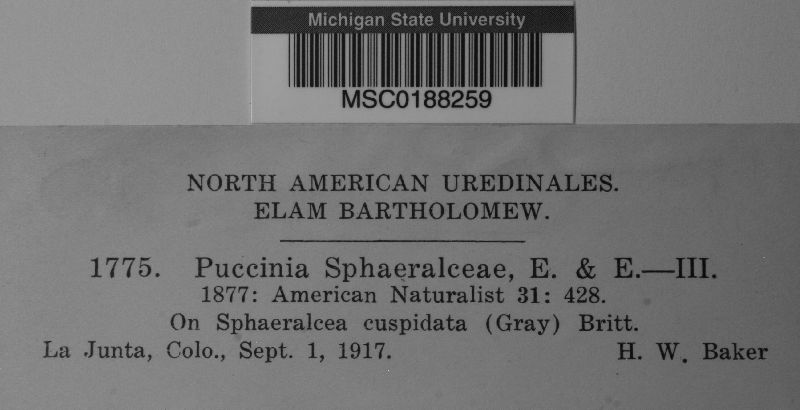 Michigan State University
MSC0188259
NORTH AMERICAN UREDINALES.
ELAM BARTHOLOMEW.
1775. Puccinia Sphaeralceae, E. & E.—III.
1877: American Naturalist 31: 428.
On Sphaeralcea cuspidata (Gray) Britt.
La Junta, Colo., Sept. 1, 1917. H. W. Baker